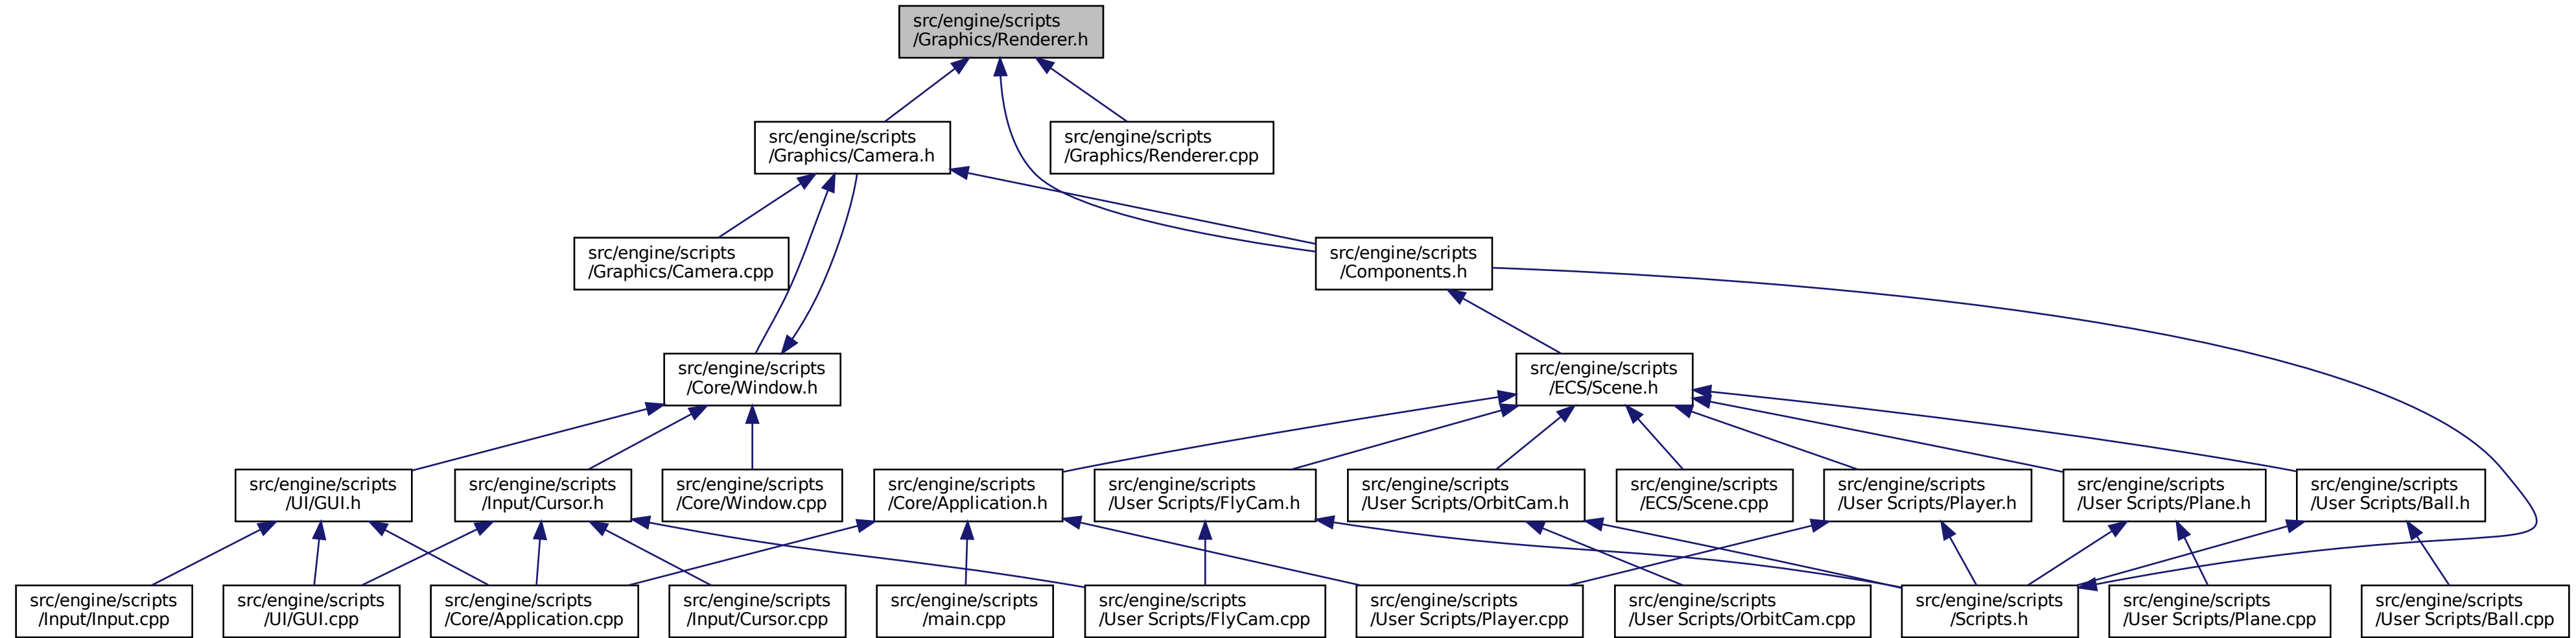 src/engine/scripts
/Graphics/Renderer.h
src/engine/scripts
/Graphics/Camera.h
src/engine/scripts
/Graphics/Renderer.cpp
src/engine/scripts
/Graphics/Camera.cpp
src/engine/scripts
/Components.h
src/engine/scripts
/Core/Window.h
src/engine/scripts
/ECS/Scene.h
src/engine/scripts
/UI/GUI.h
src/engine/scripts
/Input/Cursor.h
src/engine/scripts
/Core/Window.cpp
src/engine/scripts
/Core/Application.h
src/engine/scripts
/User Scripts/FlyCam.h
src/engine/scripts
/User Scripts/OrbitCam.h
src/engine/scripts
/ECS/Scene.cpp
src/engine/scripts
/User Scripts/Player.h
src/engine/scripts
/User Scripts/Plane.h
src/engine/scripts
/User Scripts/Ball.h
src/engine/scripts
/Input/Input.cpp
src/engine/scripts
/UI/GUI.cpp
src/engine/scripts
/Core/Application.cpp
src/engine/scripts
/Input/Cursor.cpp
src/engine/scripts
/main.cpp
src/engine/scripts
/User Scripts/FlyCam.cpp
src/engine/scripts
/User Scripts/Player.cpp
src/engine/scripts
/User Scripts/OrbitCam.cpp
src/engine/scripts
/Scripts.h
src/engine/scripts
/User Scripts/Plane.cpp
src/engine/scripts
/User Scripts/Ball.cpp